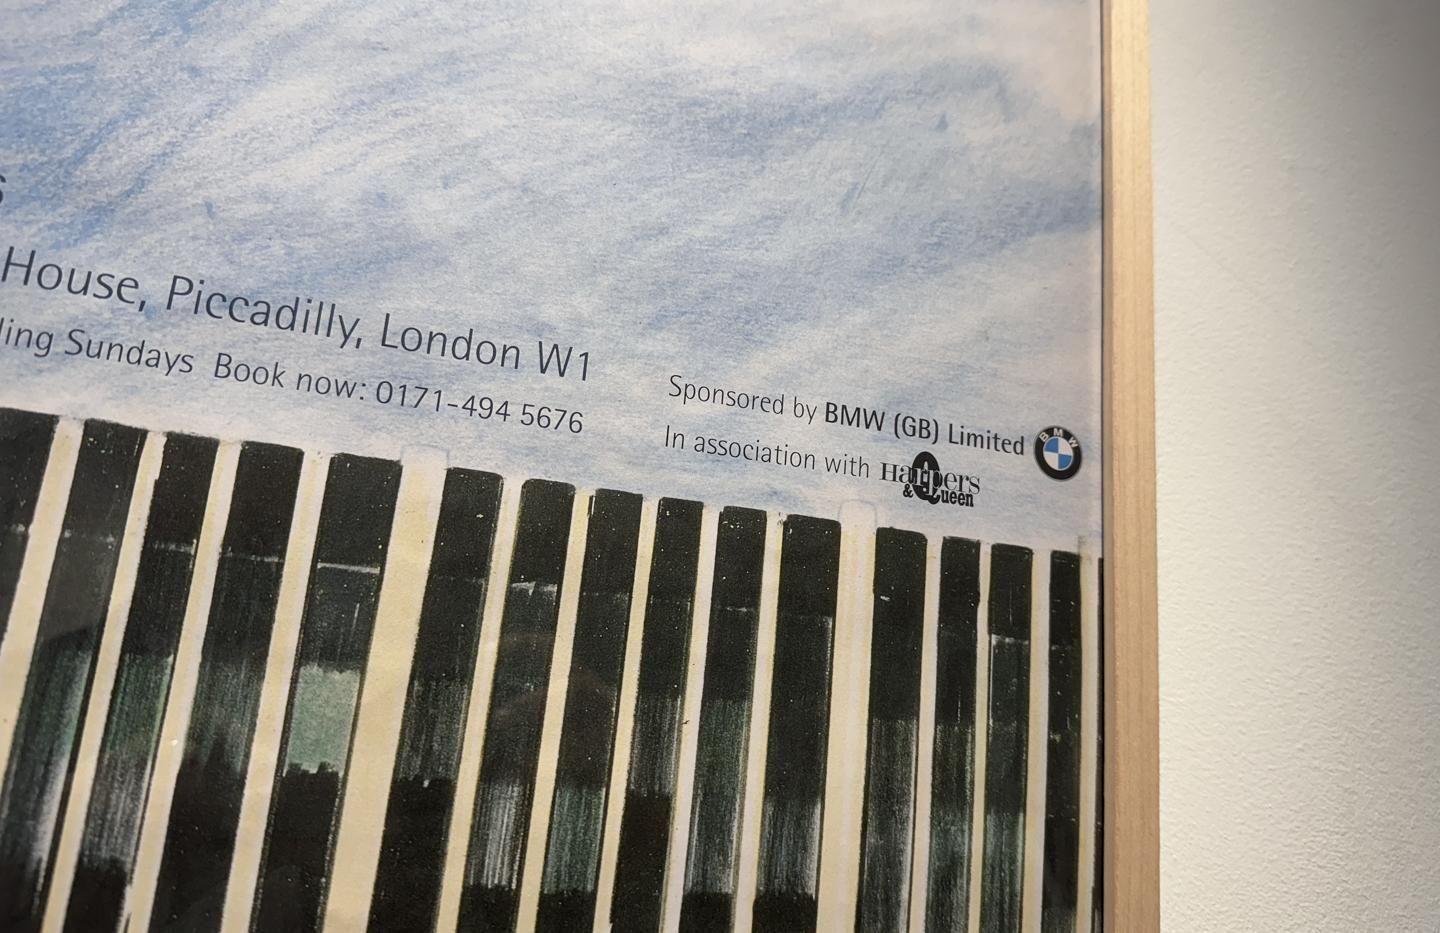 s
House, Piccadilly, London W1
ling Sundays Book now: 0171-494 5676
Sponsored by BMW (GB) Limited
BMW
In association with Harpers & Queen